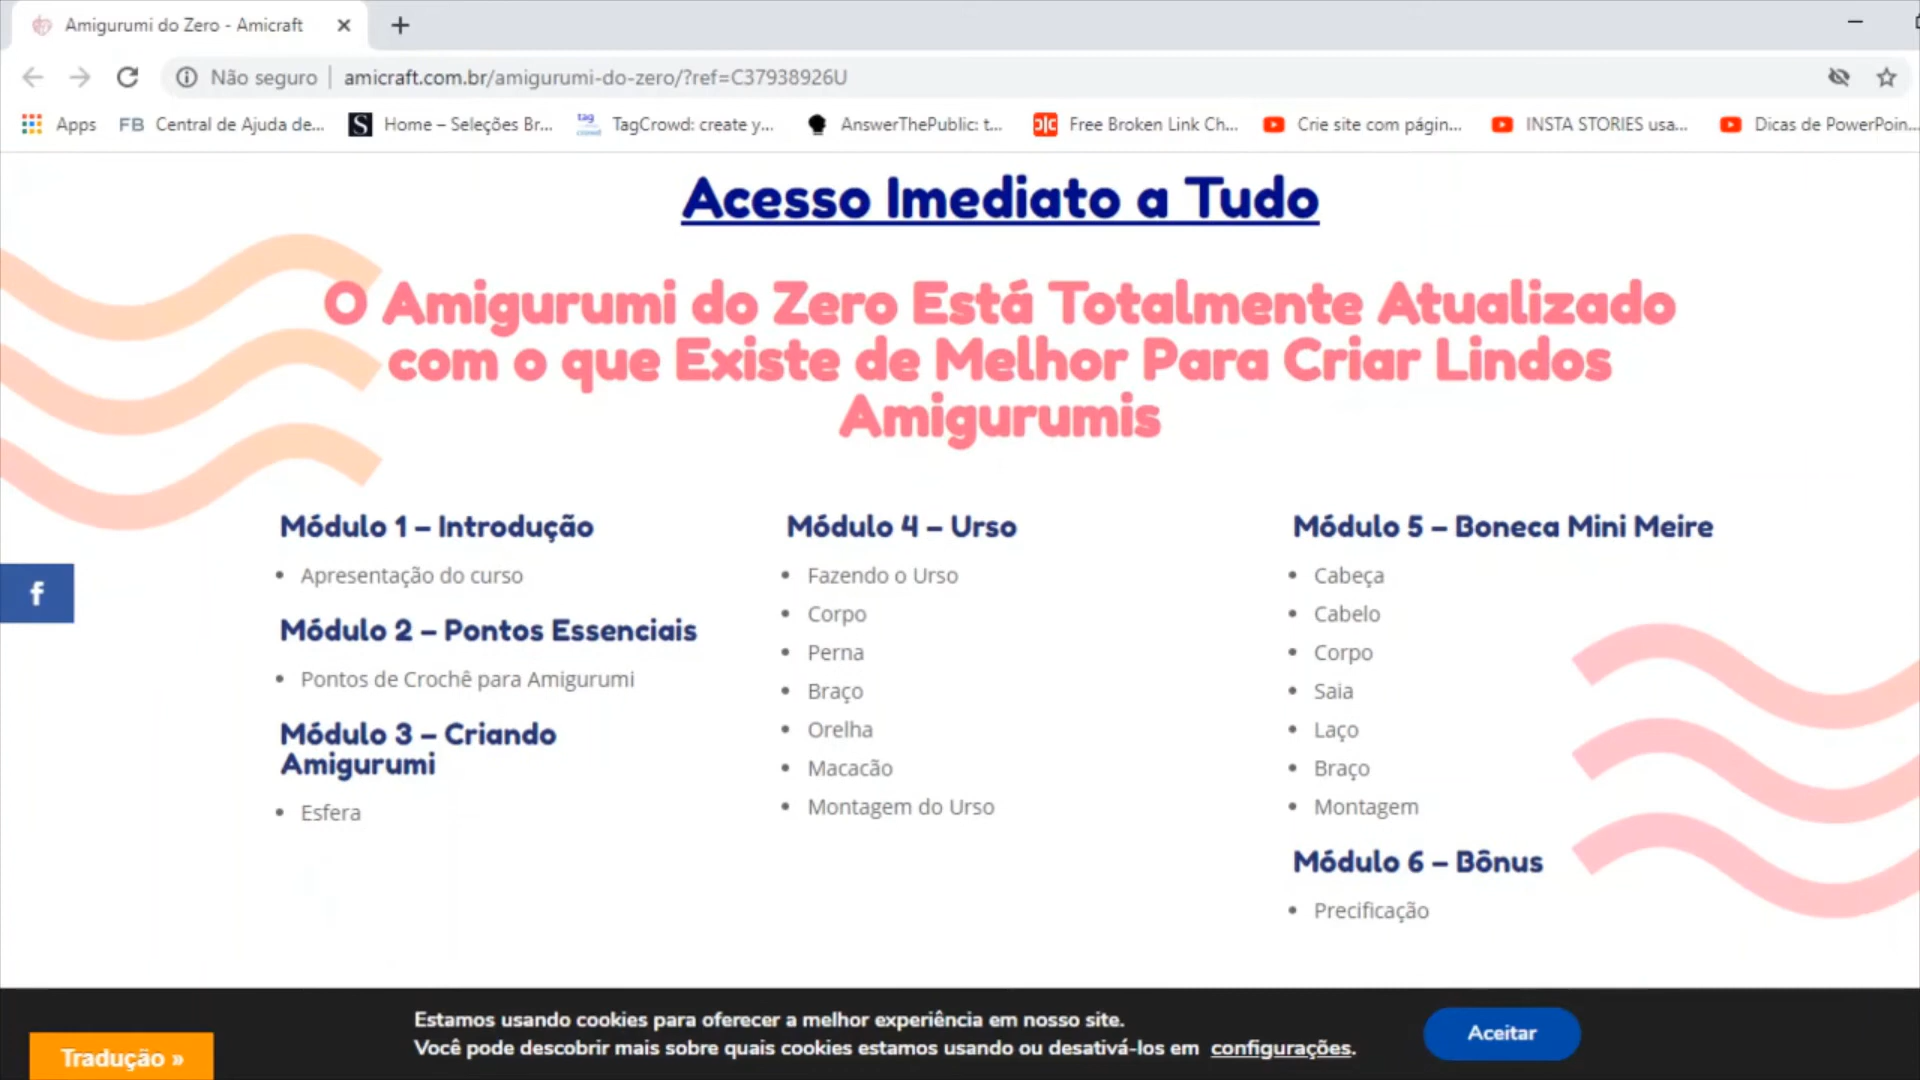 Amigurumi do Zero - Amicraft
Não seguro | amicraft.com.br/amigurumi-do-zero/?ref=C37938926U
Apps FB Central de Ajuda de... S Home – Seleções Br... tag TagCrowd: create y... AnswerThePublic: t... Free Broken Link Ch... Crie site com págin... INSTA STORIES usa... Dicas de PowerPoin...
Acesso Imediato a Tudo
O Amigurumi do Zero Está Totalmente Atualizado
com o que Existe de Melhor Para Criar Lindos
Amigurumis
Módulo 1 – Introdução
Apresentação do curso
Módulo 2 – Pontos Essenciais
Pontos de Crochê para Amigurumi
Módulo 3 – Criando
Amigurumi
Esfera
Módulo 4 – Urso
Fazendo o Urso
Corpo
Perna
Braço
Orelha
Macacão
Montagem do Urso
Módulo 5 – Boneca Mini Meire
Cabeça
Cabelo
Corpo
Saia
Laço
Braço
Montagem
Módulo 6 – Bônus
Precificação
f
Estamos usando cookies para oferecer a melhor experiência em nosso site.
Você pode descobrir mais sobre quais cookies estamos usando ou desativá-los em configurações.
Aceitar
Tradução »